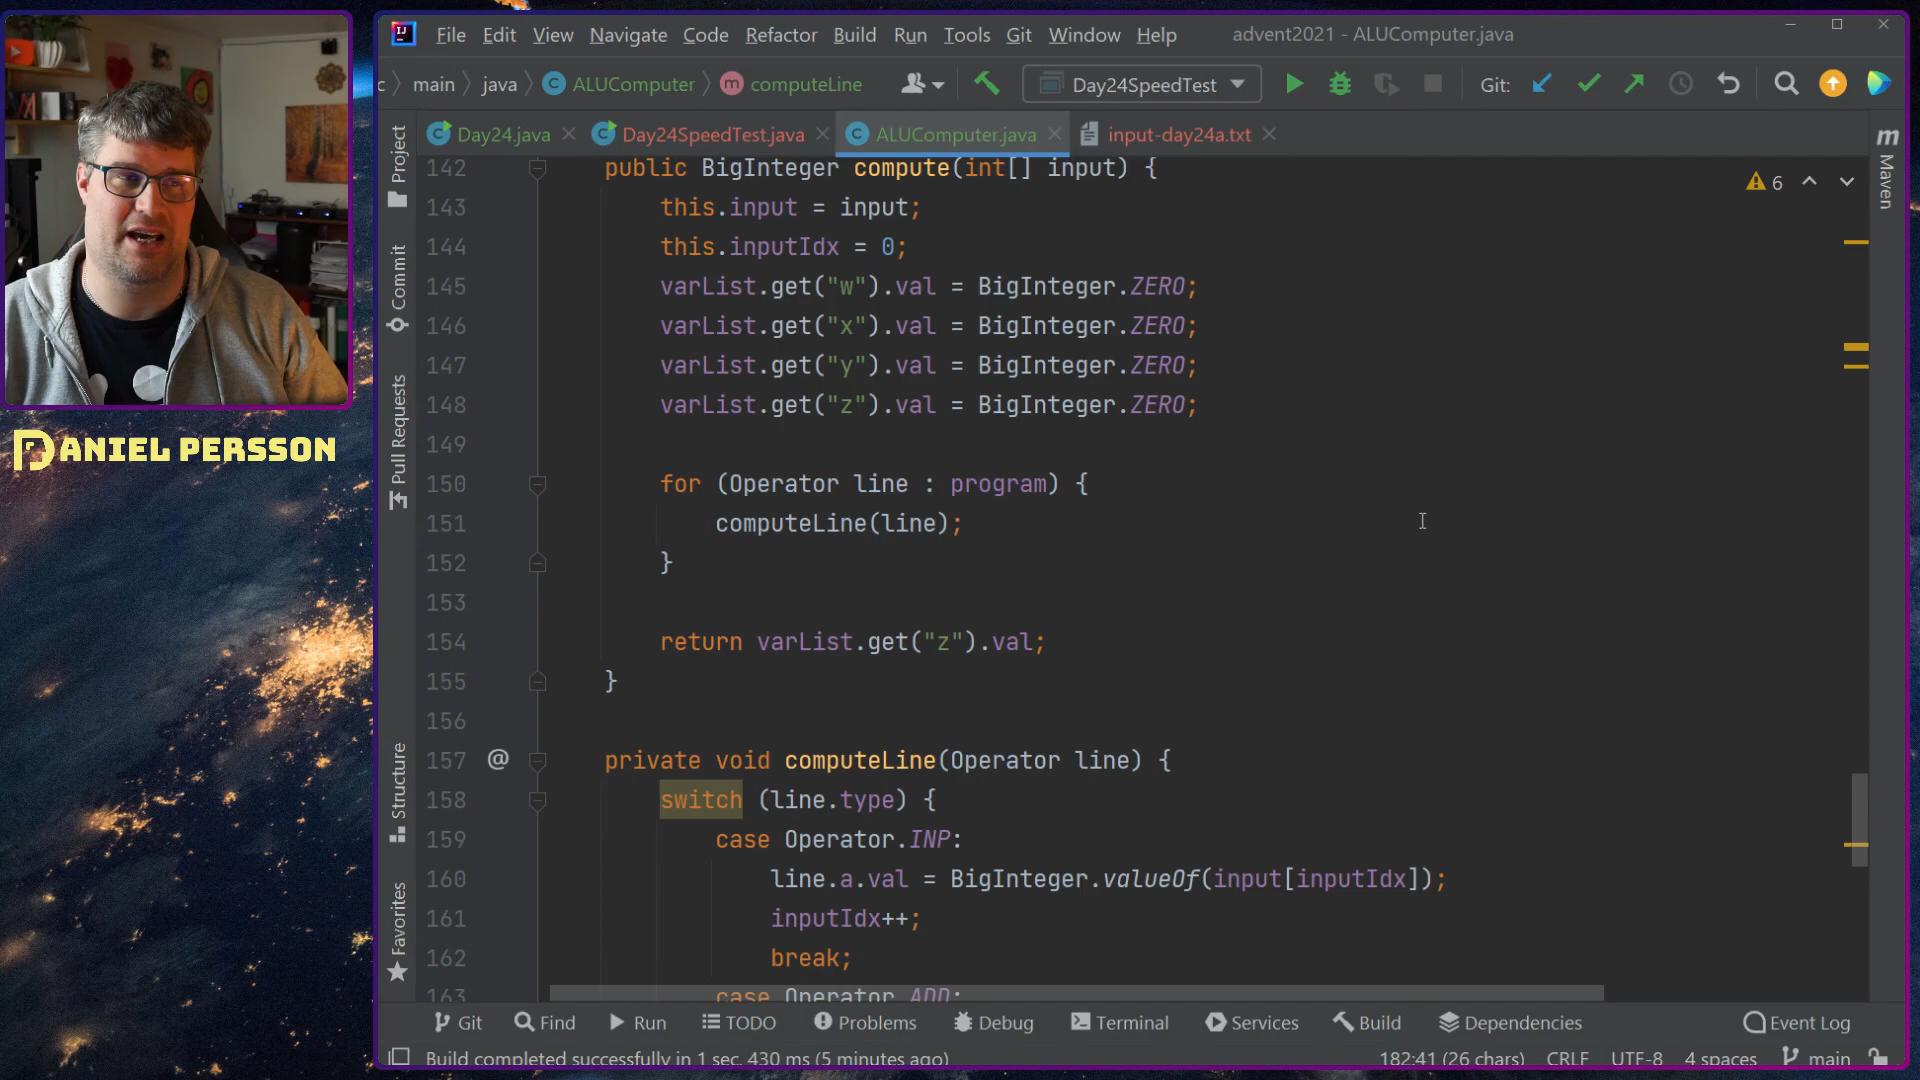 File Edit View Navigate Code Refactor Build Run Tools Git Window Help advent2021 - ALUComputer.java
c main java ALUComputer computeLine Day24SpeedTest Git:
Day24.java Day24SpeedTest.java ALUComputer.java input-day24a.txt
142 public BigInteger compute(int[] input) {
143 this.input = input;
144 this.inputIdx = 0;
145 varList.get("w").val = BigInteger.ZERO;
146 varList.get("x").val = BigInteger.ZERO;
147 varList.get("y").val = BigInteger.ZERO;
148 varList.get("z").val = BigInteger.ZERO;
149
150 for (Operator line : program) {
151 computeLine(line);
152 }
153
154 return varList.get("z").val;
155 }
156
157 @ private void computeLine(Operator line) {
158 switch (line.type) {
159 case Operator.INP:
160 line.a.val = BigInteger.valueOf(input[inputIdx]);
161 inputIdx++;
162 break;
163 case Operator.ADD:
6
Project
Commit
Pull Requests
Structure
Favorites
m
Maven
DANIEL PERSSON
Git Find Run TODO Problems Debug Terminal Services Build Dependencies Event Log
Build completed successfully in 1 sec, 430 ms (5 minutes ago) 182:41 (26 chars) CRLF UTF-8 4 spaces main